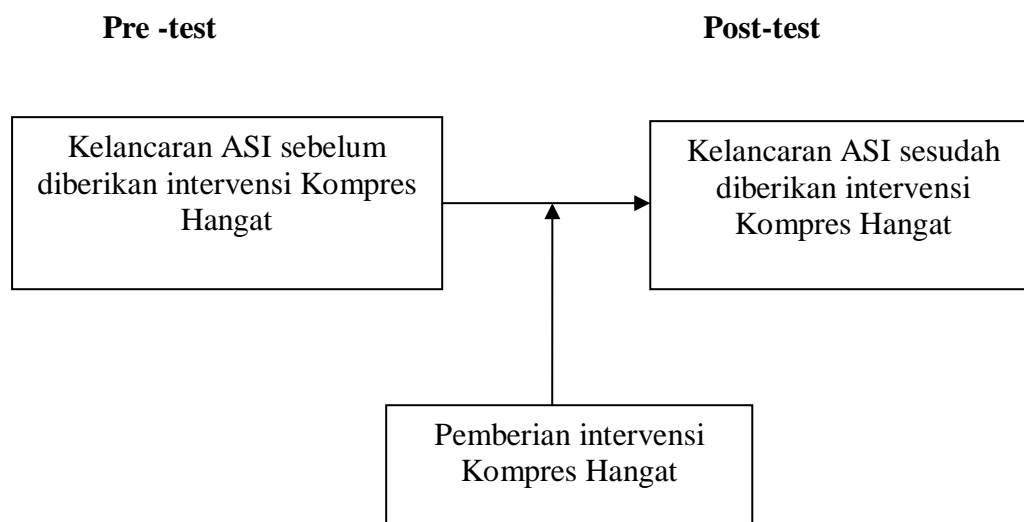 Pre -test
Post-test
Kelancaran ASI sebelum
diberikan intervensi Kompres
Hangat
Kelancaran ASI sesudah
diberikan intervensi
Kompres Hangat
Pemberian intervensi
Kompres Hangat